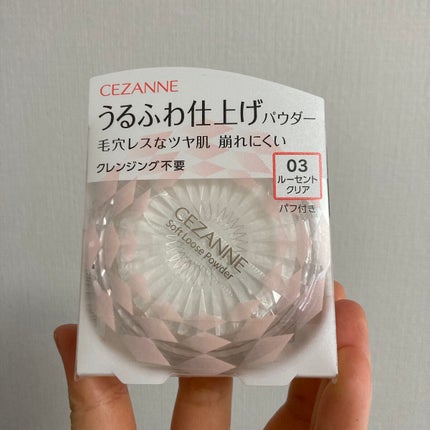 CEZANNE
うるふわ仕上げパウダー
毛穴レスなツヤ肌 崩れにくい
クレンジング不要
03
ルーセント
クリア
パフ付き
CEZANNE
Soft Loose Powder